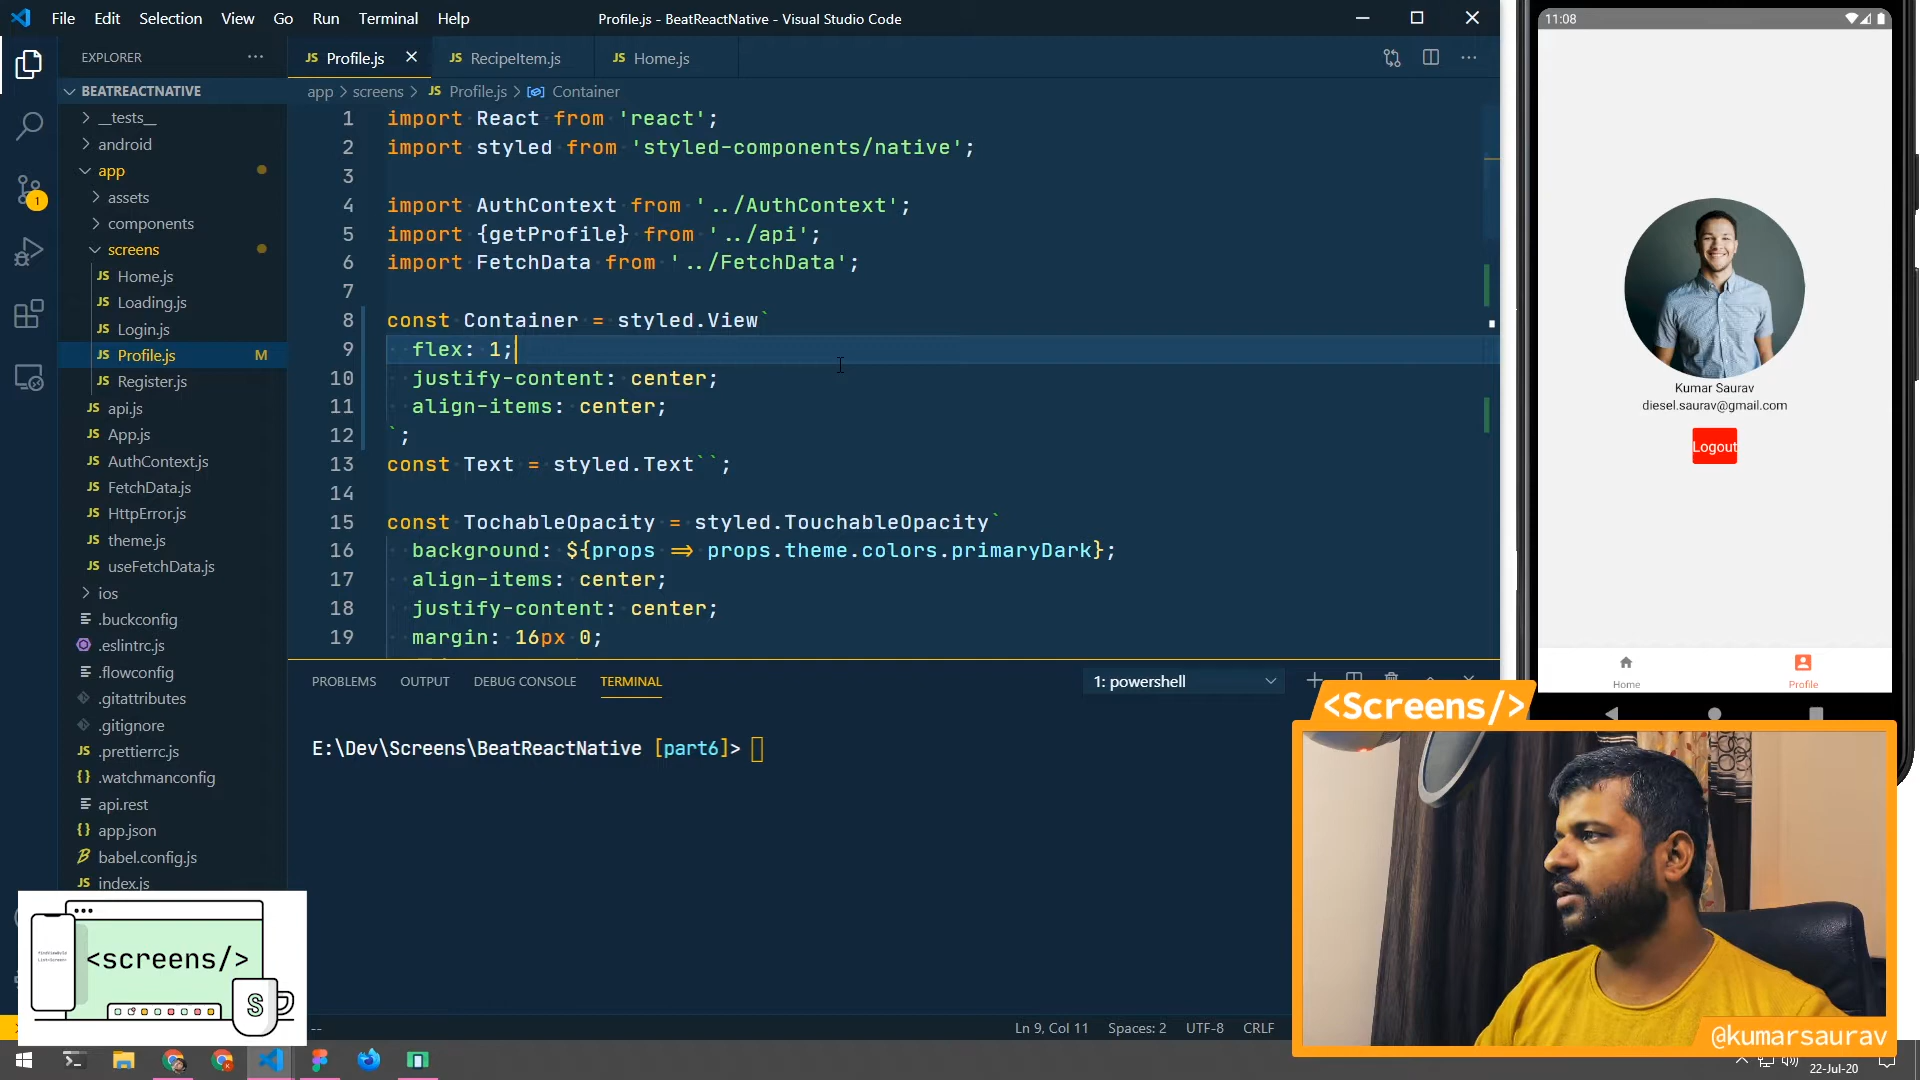 File Edit Selection View Go Run Terminal Help
Profile.js - BeatReactNative - Visual Studio Code
EXPLORER
BEATREACTNATIVE
__tests__
android
app
assets
components
screens
JS Home.js
JS Loading.js
JS Login.js
JS Profile.js M
JS Register.js
JS api.js
JS App.js
JS AuthContext.js
JS FetchData.js
JS HttpError.js
JS theme.js
JS useFetchData.js
ios
.buckconfig
.eslintrc.js
.flowconfig
.gitattributes
.gitignore
JS .prettierrc.js
{} .watchmanconfig
api.rest
{} app.json
babel.config.js
JS index.js
1
JS Profile.js JS RecipeItem.js JS Home.js
app > screens > JS Profile.js > Container
1 import React from 'react';
2 import styled from 'styled-components/native';
3
4 import AuthContext from '../AuthContext';
5 import {getProfile} from '../api';
6 import FetchData from '../FetchData';
7
8 const Container = styled.View`
9 flex: 1;
10 justify-content: center;
11 align-items: center;
12 `;
13 const Text = styled.Text``;
14
15 const TochableOpacity = styled.TouchableOpacity`
16 background: ${props => props.theme.colors.primaryDark};
17 align-items: center;
18 justify-content: center;
19 margin: 16px 0;
PROBLEMS OUTPUT DEBUG CONSOLE TERMINAL
1: powershell
E:\Dev\Screens\BeatReactNative [part6]>
Ln 9, Col 11 Spaces: 2 UTF-8 CRLF
11:08
Kumar Saurav
diesel.saurav@gmail.com
Logout
Home Profile
<Screens/>
@kumarsaurav
<screens/>
S
22-Jul-20